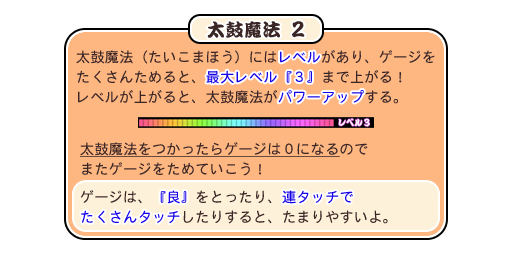 太鼓魔法 2
太鼓魔法（たいこまほう）にはレベルがあり、ゲージを
たくさんためると、最大レベル『３』まで上がる！
レベルが上がると、太鼓魔法がパワーアップする。
レベル３
太鼓魔法をつかったらゲージは０になるので
またゲージをためていこう！
ゲージは、『良』をとったり、連タッチで
たくさんタッチしたりすると、たまりやすいよ。